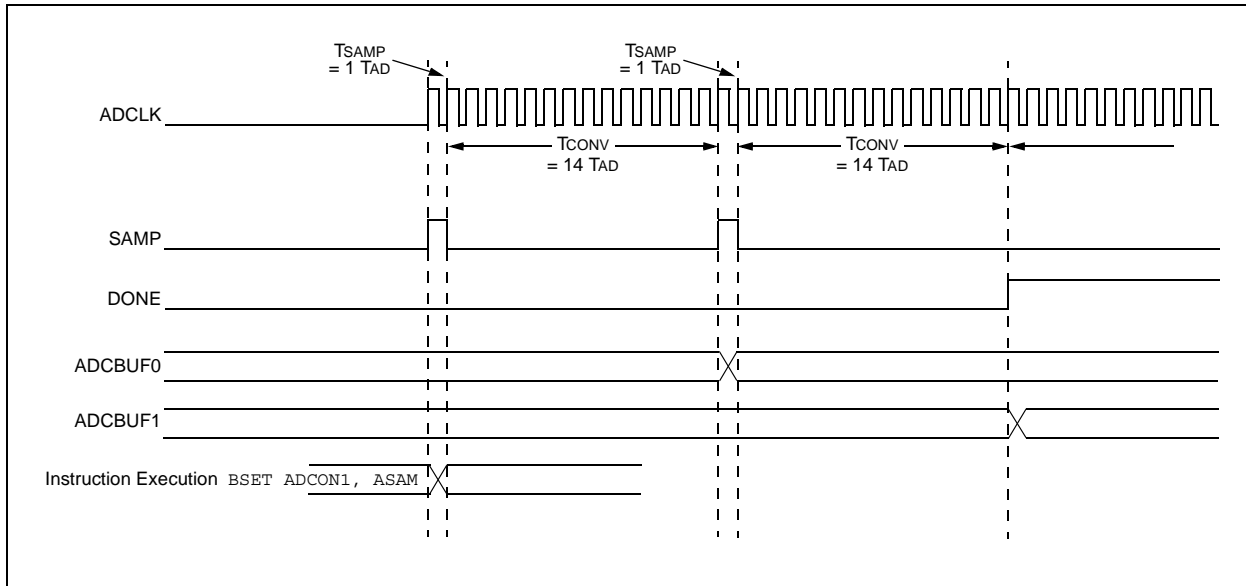 TSAMP
= 1 TAD
TSAMP
= 1 TAD
ADCLK
TCONV
= 14 TAD
TCONV
= 14 TAD
SAMP
DONE
ADCBUF0
ADCBUF1
Instruction Execution BSET ADCON1, ASAM